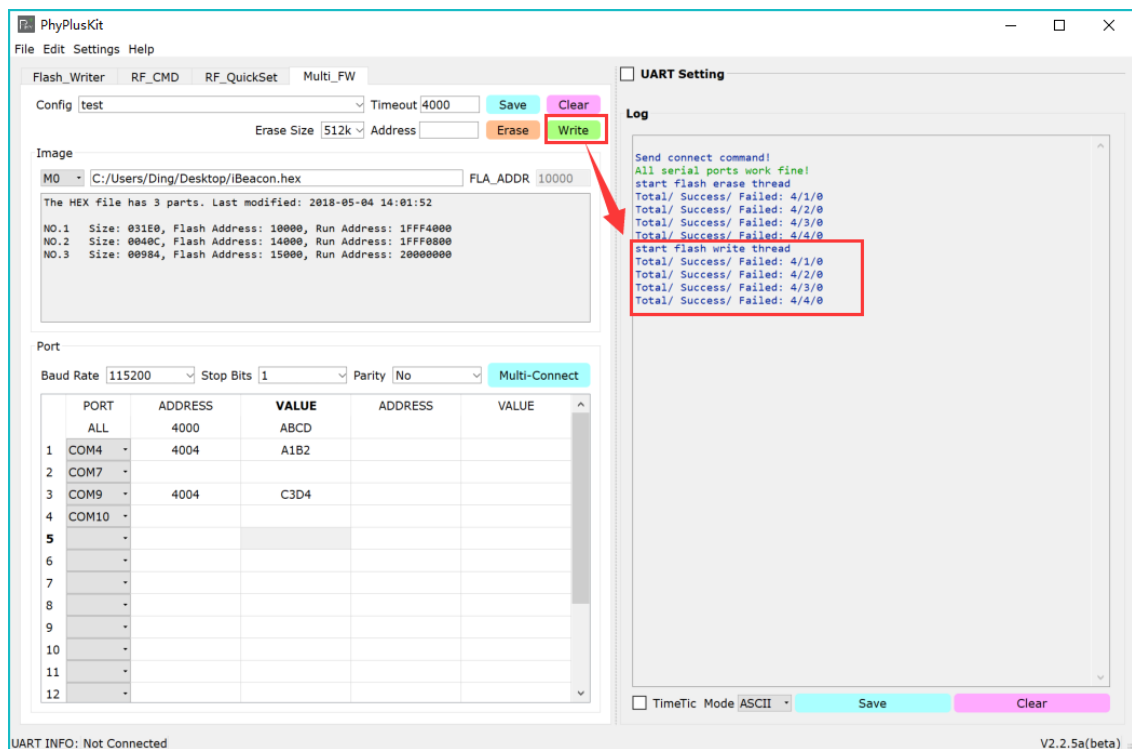 PhyPlusKit
File Edit Settings Help
Flash_Writer RF_CMD RF_QuickSet Multi_FW
Config test Timeout 4000 Save Clear
Erase Size 512k Address Erase Write
Image
M0 C:/Users/Ding/Desktop/iBeacon.hex FLA_ADDR 10000
The HEX file has 3 parts. Last modified: 2018-05-04 14:01:52
NO.1 Size: 031E0, Flash Address: 10000, Run Address: 1FFF4000
NO.2 Size: 0040C, Flash Address: 14000, Run Address: 1FFF0800
NO.3 Size: 00984, Flash Address: 15000, Run Address: 20000000
Port
Baud Rate 115200 Stop Bits 1 Parity No Multi-Connect
PORT ADDRESS VALUE ADDRESS VALUE
ALL 4000 ABCD
1 COM4 4004 A1B2
2 COM7
3 COM9 4004 C3D4
4 COM10
5
6
7
8
9
10
11
12
UART Setting
Log
Send connect command!
All serial ports work fine!
start flash erase thread
Total/ Success/ Failed: 4/1/0
Total/ Success/ Failed: 4/2/0
Total/ Success/ Failed: 4/3/0
Total/ Success/ Failed: 4/4/0
start flash write thread
Total/ Success/ Failed: 4/1/0
Total/ Success/ Failed: 4/2/0
Total/ Success/ Failed: 4/3/0
Total/ Success/ Failed: 4/4/0
TimeTic Mode ASCII Save Clear
UART INFO: Not Connected V2.2.5a(beta)